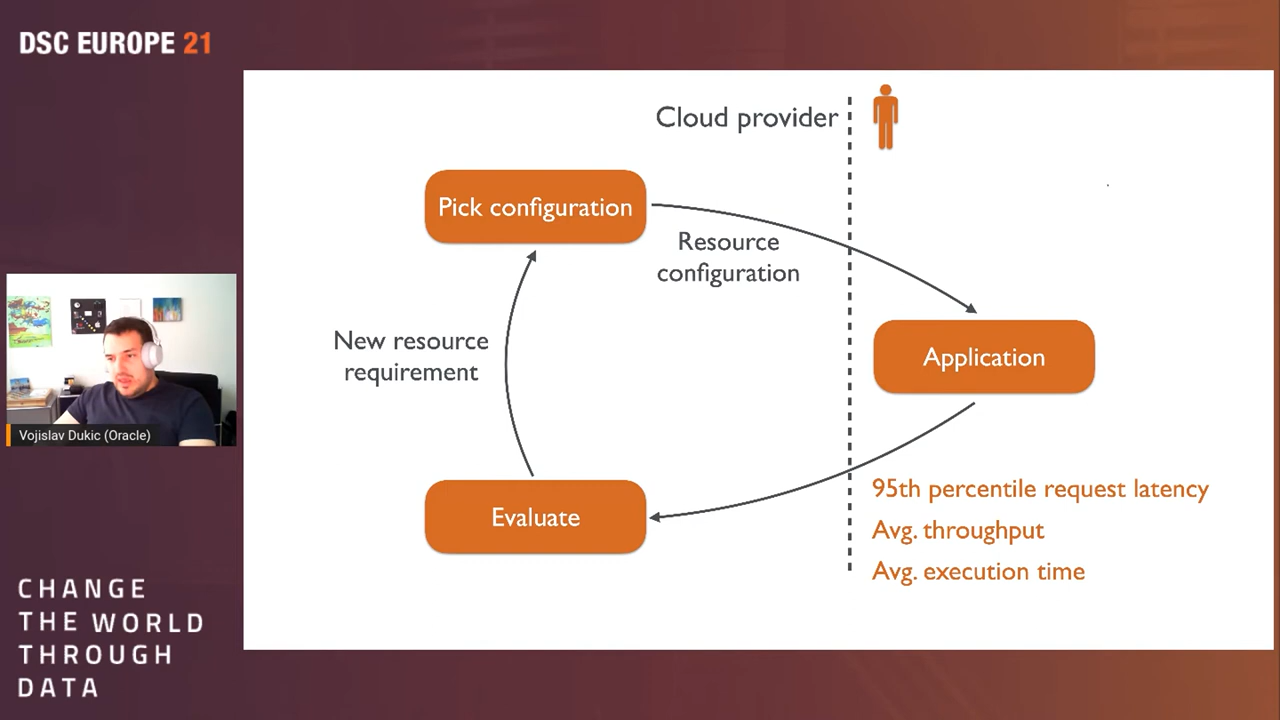 DSC EUROPE 21
Cloud provider
Pick configuration
Resource
configuration
New resource
requirement
Application
Evaluate
95th percentile request latency
Avg. throughput
Avg. execution time
Vojislav Dukic (Oracle)
CHANGE
THE WORLD
THROUGH
DATA